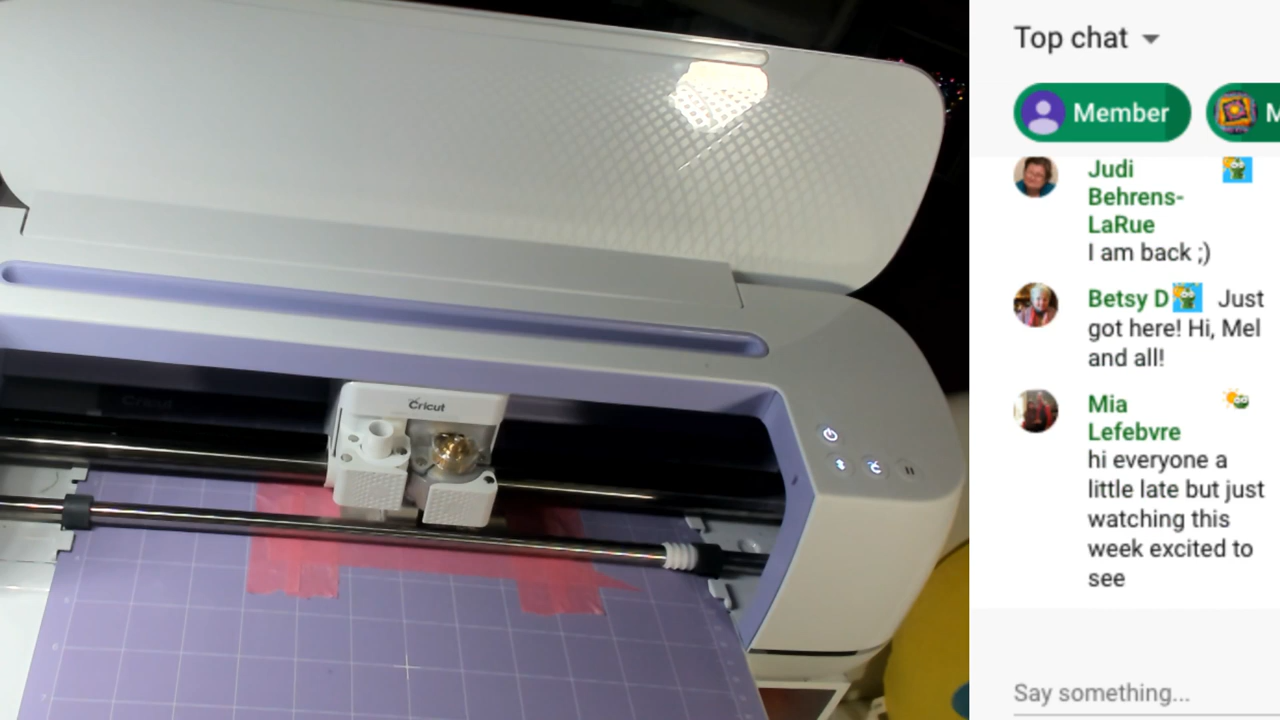 Top chat
Member
M
Judi
Behrens-
LaRue
I am back ;)
Betsy D Just
got here! Hi, Mel
and all!
Mia
Lefebvre
hi everyone a
little late but just
watching this
week excited to
see
Say something...
Cricut
Cricut